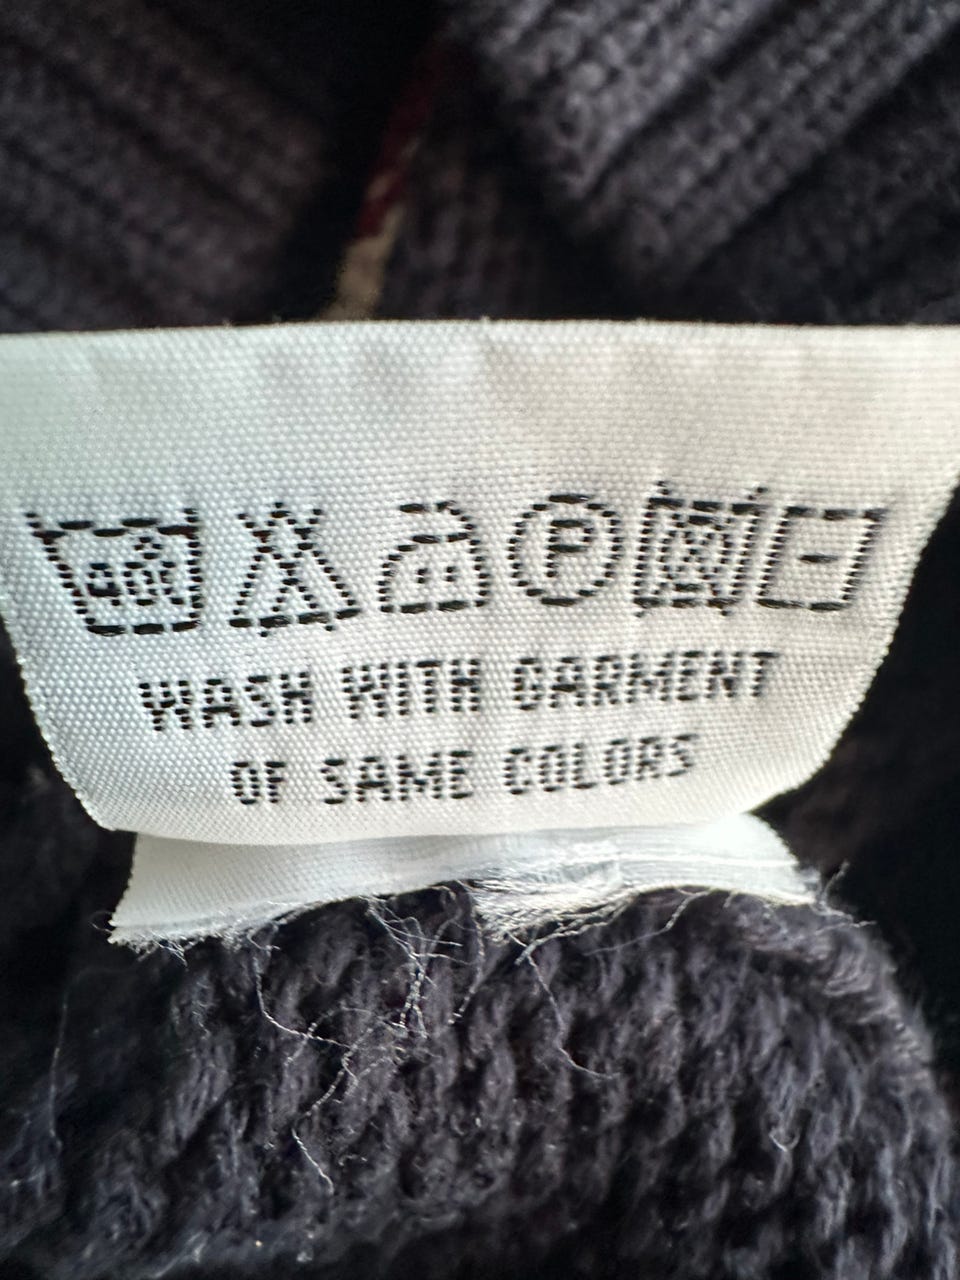 P
WASH WITH GARMENT
OF SAME COLORS